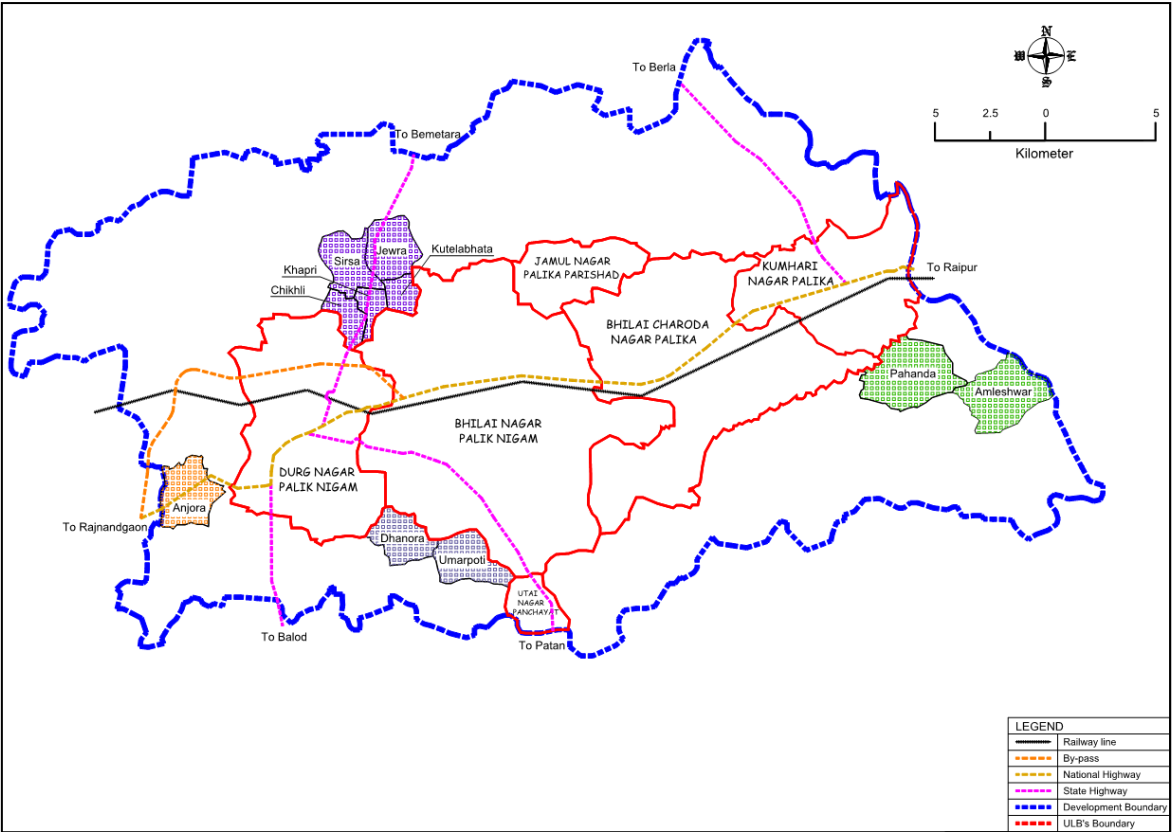 N
W
E
S
To Berla
5
2.5
0
5
Kilometer
To Bemetara
Jewra
Kutelabhata
Sirsa
Khapri
Chikhli
JAMUL NAGAR
PALIKA PARISHAD
KUMHARI
NAGAR PALIKA
To Raipur
BHILAI CHARODA
NAGAR PALIKA
Pahanda
Amleshwar
BHILAI NAGAR
PALIK NIGAM
DURG NAGAR
PALIK NIGAM
Anjora
To Rajnandgaon
Dhanora
Umarpoti
UTAI
NAGAR
PANCHAYAT
To Balod
To Patan
LEGEND
Railway line
By-pass
National Highway
State Highway
Development Boundary
ULB's Boundary